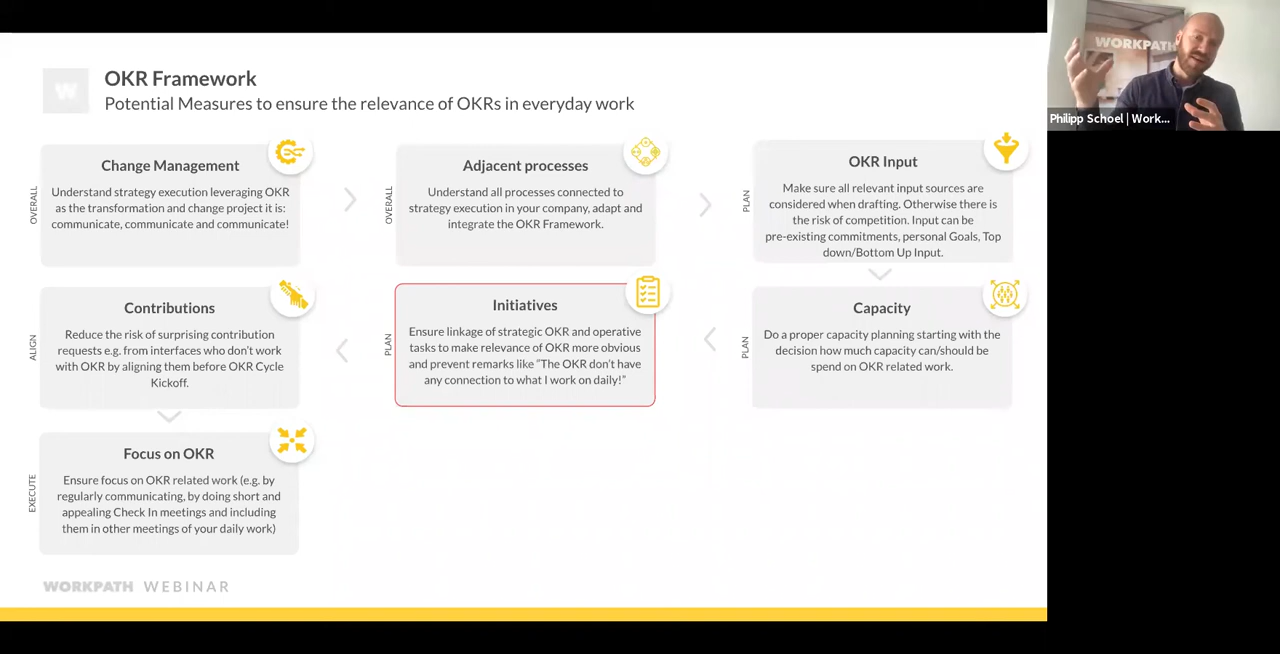 OKR Framework
Potential Measures to ensure the relevance of OKRs in everyday work
OVERALL
Change Management
Understand strategy execution leveraging OKR
as the transformation and change project it is:
communicate, communicate and communicate!
OVERALL
Adjacent processes
Understand all processes connected to
strategy execution in your company, adapt and
integrate the OKR Framework.
PLAN
OKR Input
Make sure all relevant input sources are
considered when drafting. Otherwise there is
the risk of competition. Input can be
pre-existing commitments, personal Goals, Top
down/Bottom Up Input.
PLAN
Capacity
Do a proper capacity planning starting with the
decision how much capacity can/should be
spend on OKR related work.
PLAN
Initiatives
Ensure linkage of strategic OKR and operative
tasks to make relevance of OKR more obvious
and prevent remarks like “The OKR don’t have
any connection to what I work on daily!”
ALIGN
Contributions
Reduce the risk of surprising contribution
requests e.g. from interfaces who don’t work
with OKR by aligning them before OKR Cycle
Kickoff.
EXECUTE
Focus on OKR
Ensure focus on OKR related work (e.g. by
regularly communicating, by doing short and
appealing Check In meetings and including
them in other meetings of your daily work)
WORKPATH WEBINAR
W
WORKPATH
Philipp Schoel | Work...